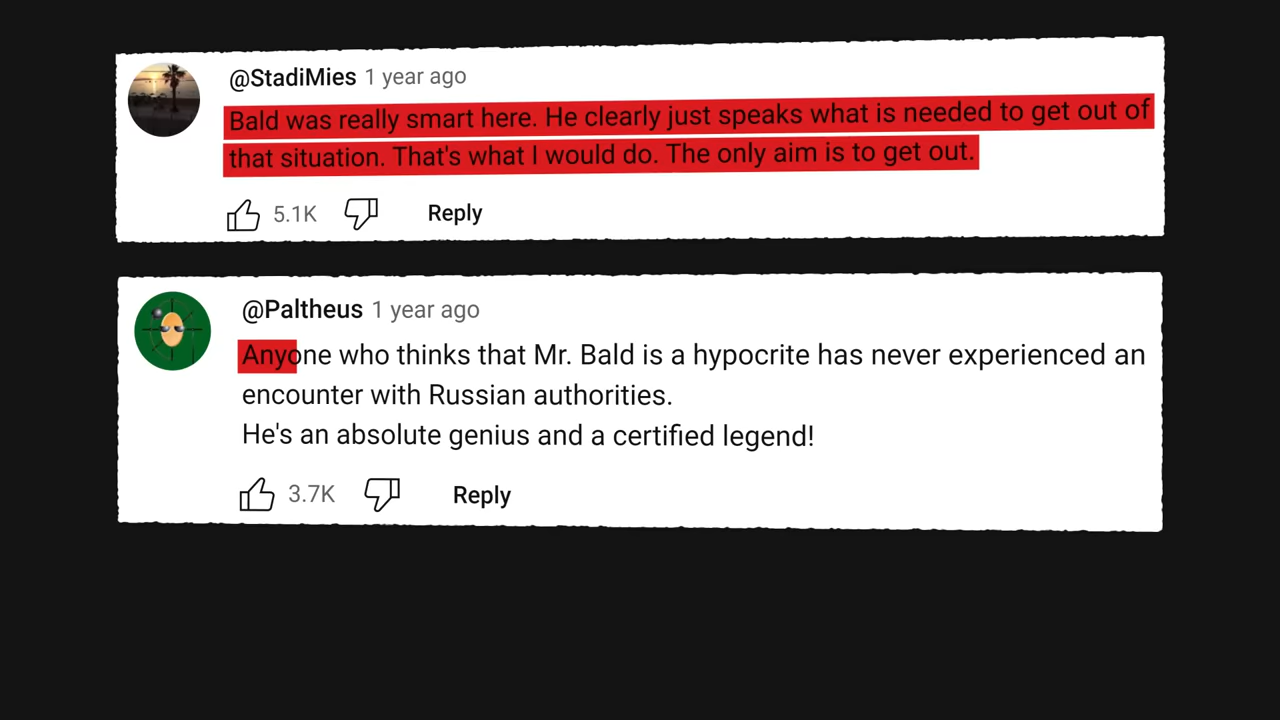 @StadiMies 1 year ago
Bald was really smart here. He clearly just speaks what is needed to get out of
that situation. That's what I would do. The only aim is to get out.
5.1K Reply
@Paltheus 1 year ago
Anyone who thinks that Mr. Bald is a hypocrite has never experienced an
encounter with Russian authorities.
He's an absolute genius and a certified legend!
3.7K Reply